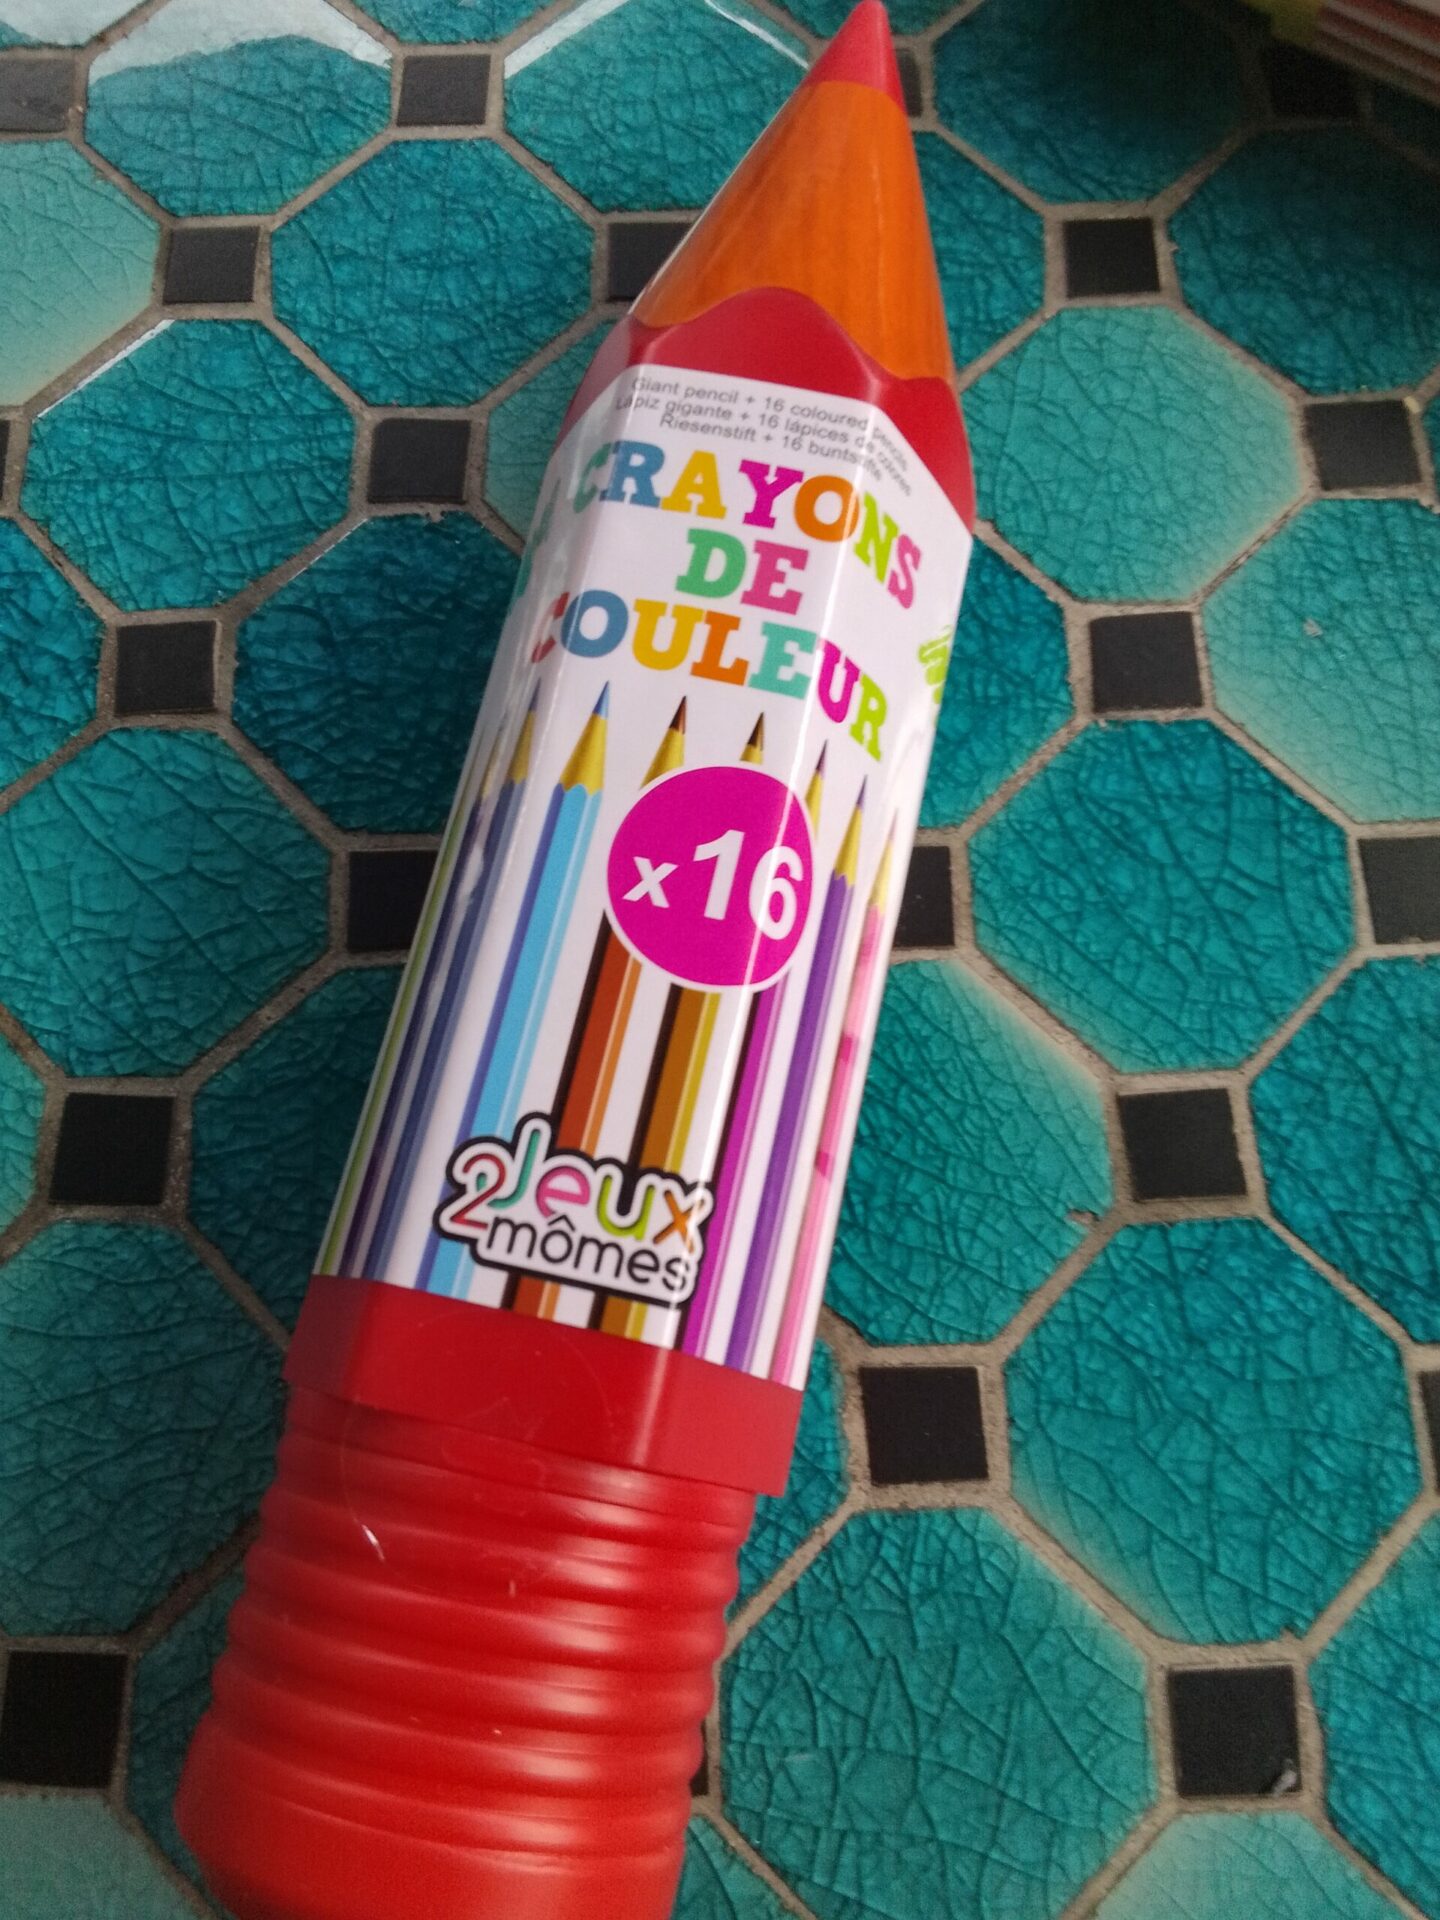 Giant pencil + 16 coloured pencils
Lápiz gigante + 16 lápices de colores
Riesenstift + 16 buntstifte
CRAYONS
DE
COULEUR
x16
2Jeux
mômes